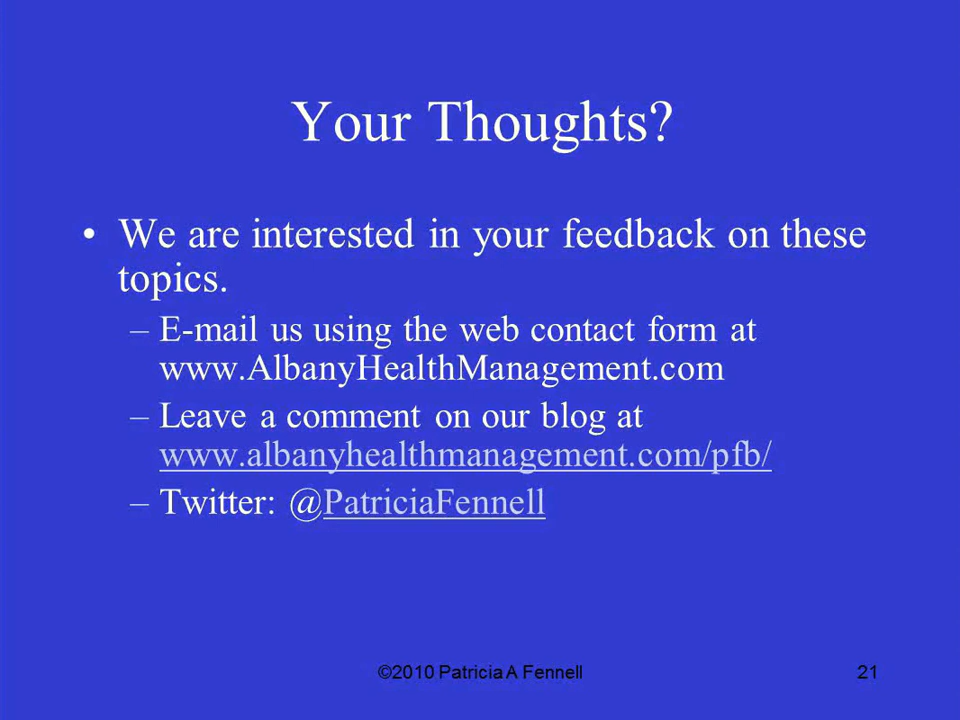 Your Thoughts?
• We are interested in your feedback on these
topics.
–E-mail us using the web contact form at
www.AlbanyHealthManagement.com
–Leave a comment on our blog at
www.albanyhealthmanagement.com/pfb/
–Twitter: @PatriciaFennell
©2010 Patricia A Fennell 21